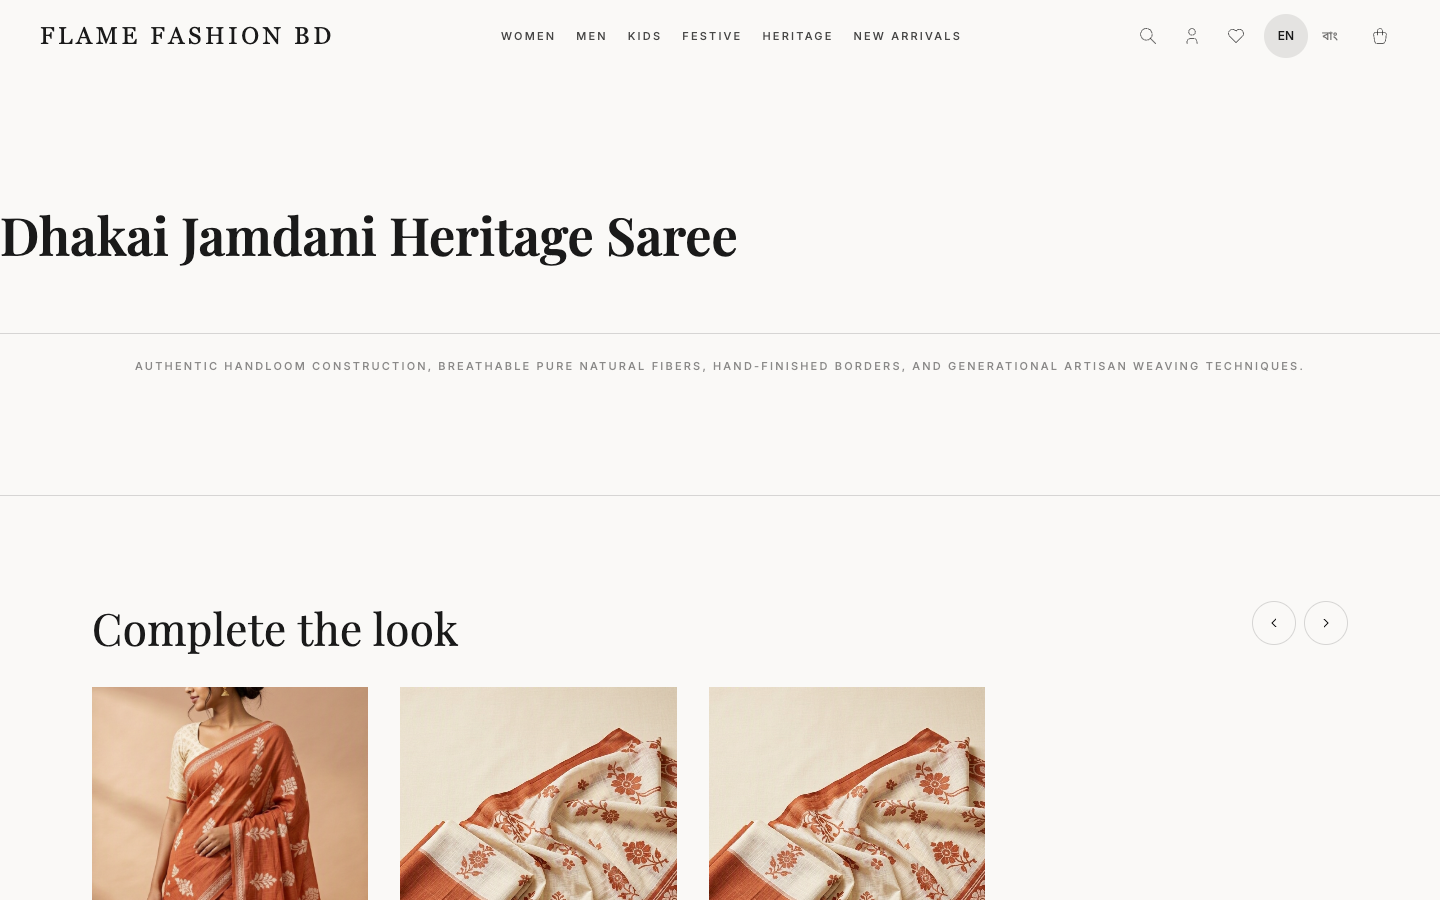 FLAME FASHION BD
WOMEN MEN KIDS FESTIVE HERITAGE NEW ARRIVALS
EN বাং
Dhakai Jamdani Heritage Saree
AUTHENTIC HANDLOOM CONSTRUCTION, BREATHABLE PURE NATURAL FIBERS, HAND-FINISHED BORDERS, AND GENERATIONAL ARTISAN WEAVING TECHNIQUES.
Complete the look